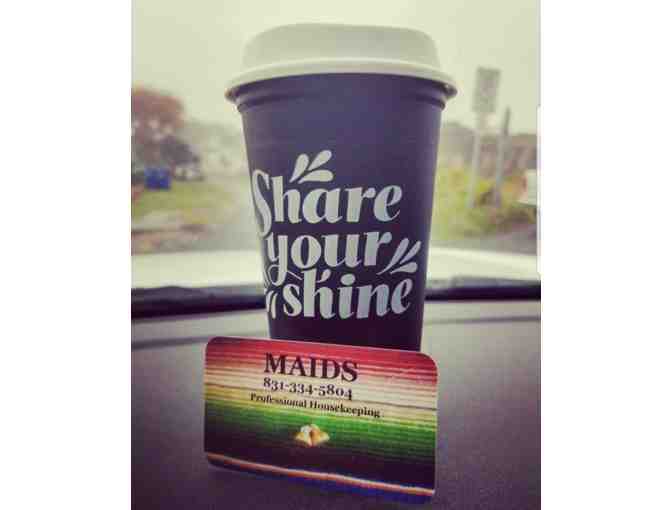 Share
your
shine
MAIDS
831-334-5804
Professional Housekeeping